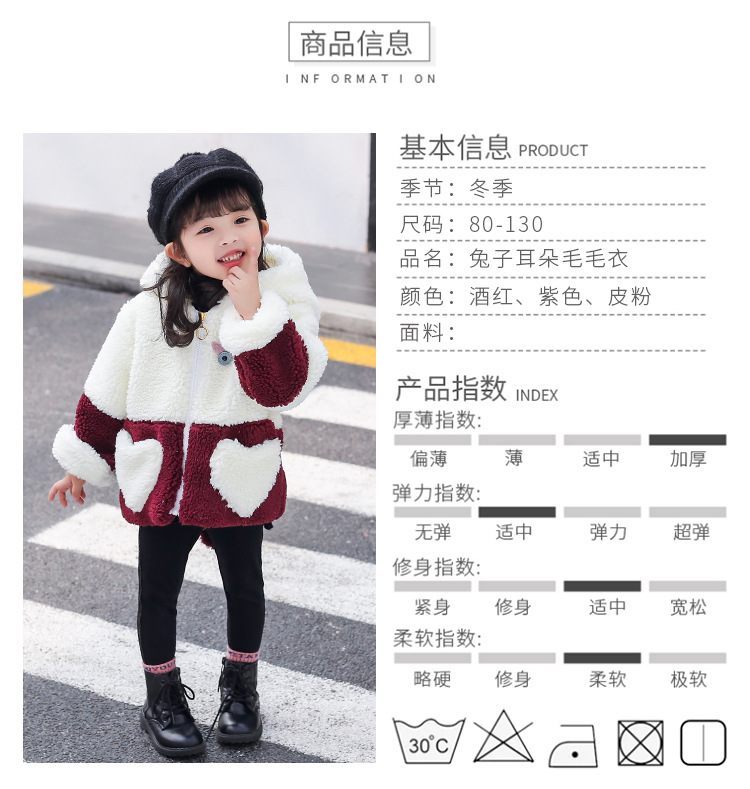 商品信息
INFORMATION
基本信息 PRODUCT
季节：冬季
尺码：80-130
品名：兔子耳朵毛毛衣
颜色：酒红、紫色、皮粉
面料：
产品指数 INDEX
厚薄指数:
偏薄 薄 适中 加厚
弹力指数:
无弹 适中 弹力 超弹
修身指数:
紧身 修身 适中 宽松
柔软指数:
略硬 修身 柔软 极软
30°C